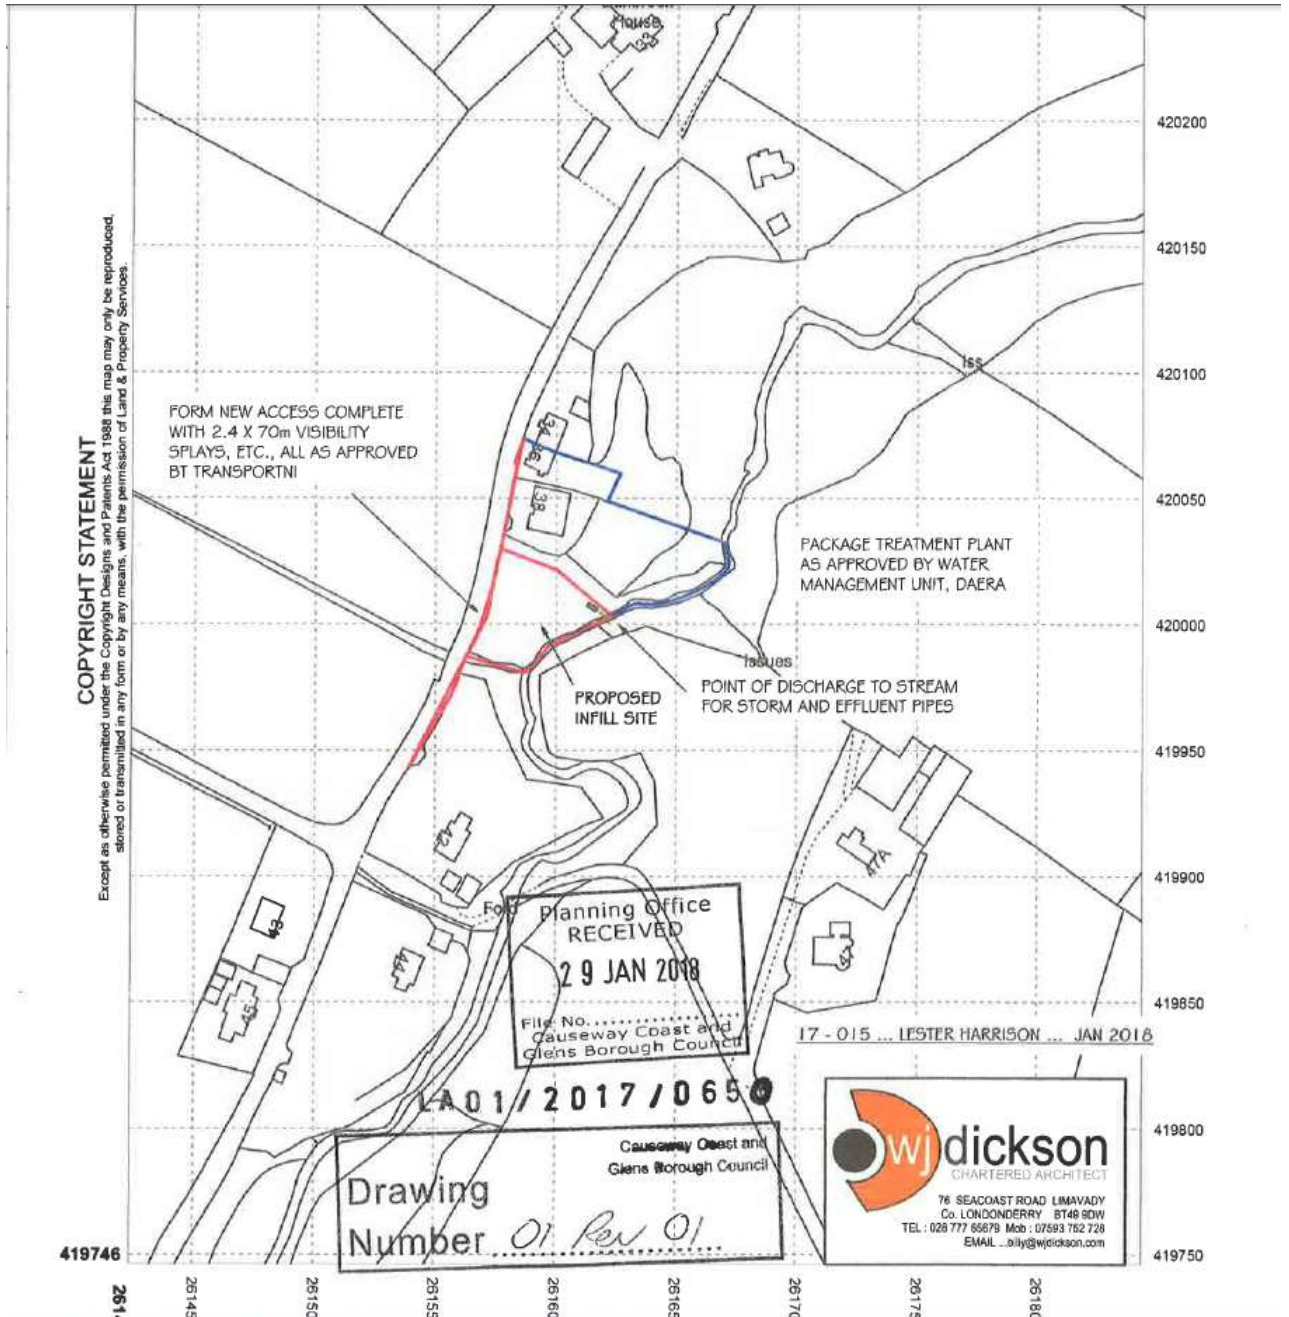 House
33
420200
420150
420100
420050
420000
419950
419900
419850
419800
419750
COPYRIGHT STATEMENT
Except as otherwise permitted under the Copyright Designs and Patents Act 1988 this map may only be reproduced,
stored or transmitted in any form or by any means, with the permission of Land & Property Services.
FORM NEW ACCESS COMPLETE
WITH 2.4 X 70m VISIBILITY
SPLAYS, ETC., ALL AS APPROVED
BT TRANSPORTNI
34
36
38
Iss
PACKAGE TREATMENT PLANT
AS APPROVED BY WATER
MANAGEMENT UNIT, DAERA
Issues
PROPOSED
INFILL SITE
POINT OF DISCHARGE TO STREAM
FOR STORM AND EFFLUENT PIPES
42
47A
43
44
45
47
Planning Office
RECEIVED
29 JAN 2018
File No.
Causeway Coast and
Glens Borough Council
LA01/2017/0650
17 - 015 ... LESTER HARRISON ... JAN 2018
Causeway Coast and
Glens Borough Council
Drawing
Number 01 Rev 01
wjdickson
CHARTERED ARCHITECT
76 SEACOAST ROAD LIMAVADY
Co. LONDONDERRY BT49 9DW
TEL : 028 777 65679 Mob : 07593 752 728
EMAIL ...billy@wjdickson.com
419746
26145
26150
26155
26160
26165
26170
26175
26180